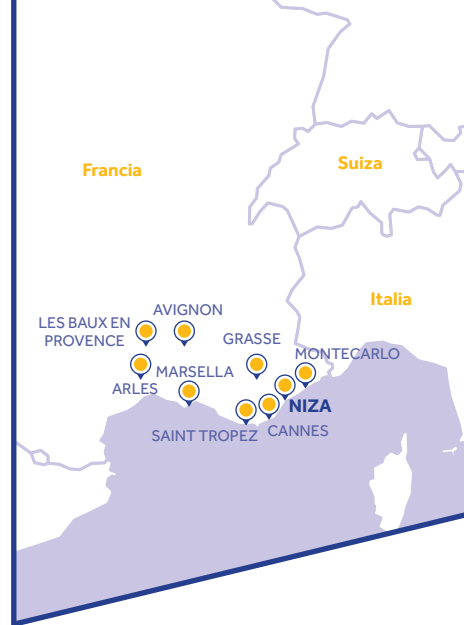 Suiza
Francia
Italia
AVIGNON
LES BAUX EN
PROVENCE
GRASSE
MONTECARLO
MARSELLA
ARLES
NIZA
CANNES
SAINT TROPEZ